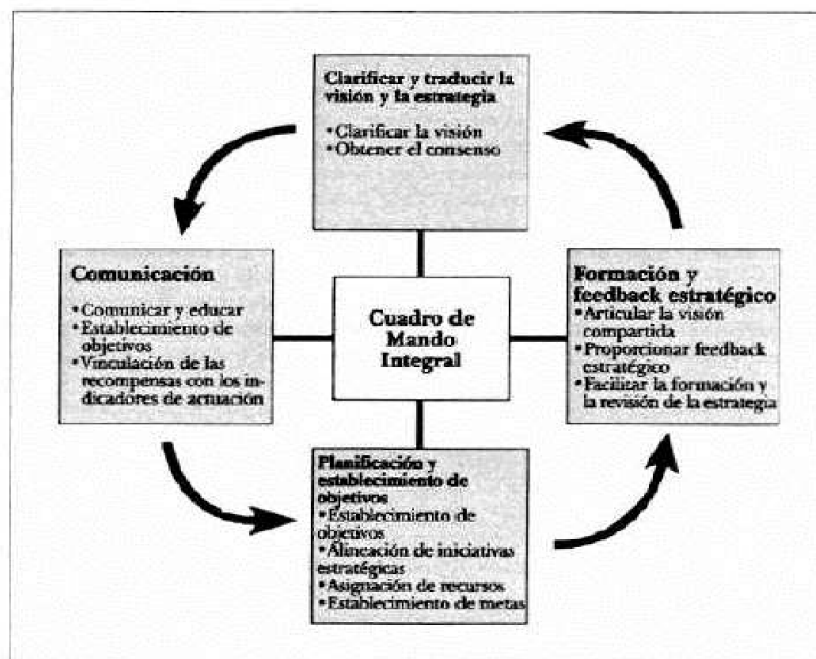 Clarificar y traducir la
visión y la estrategia
•Clarificar la visión
•Obtener el consenso
Comunicación
•Comunicar y educar
•Establecimiento de
objetivos
•Vinculación de las
recompensas con los in-
dicadores de actuación
Cuadro de
Mando
Integral
Formación y
feedback estratégico
•Articular la visión
compartida
•Proporcionar feedback
estratégico
•Facilitar la formación y
la revisión de la estrategia
Planificación y
establecimiento de
objetivos
•Establecimiento de
objetivos
•Alineación de iniciativas
estratégicas
•Asignación de recursos
•Establecimiento de metas